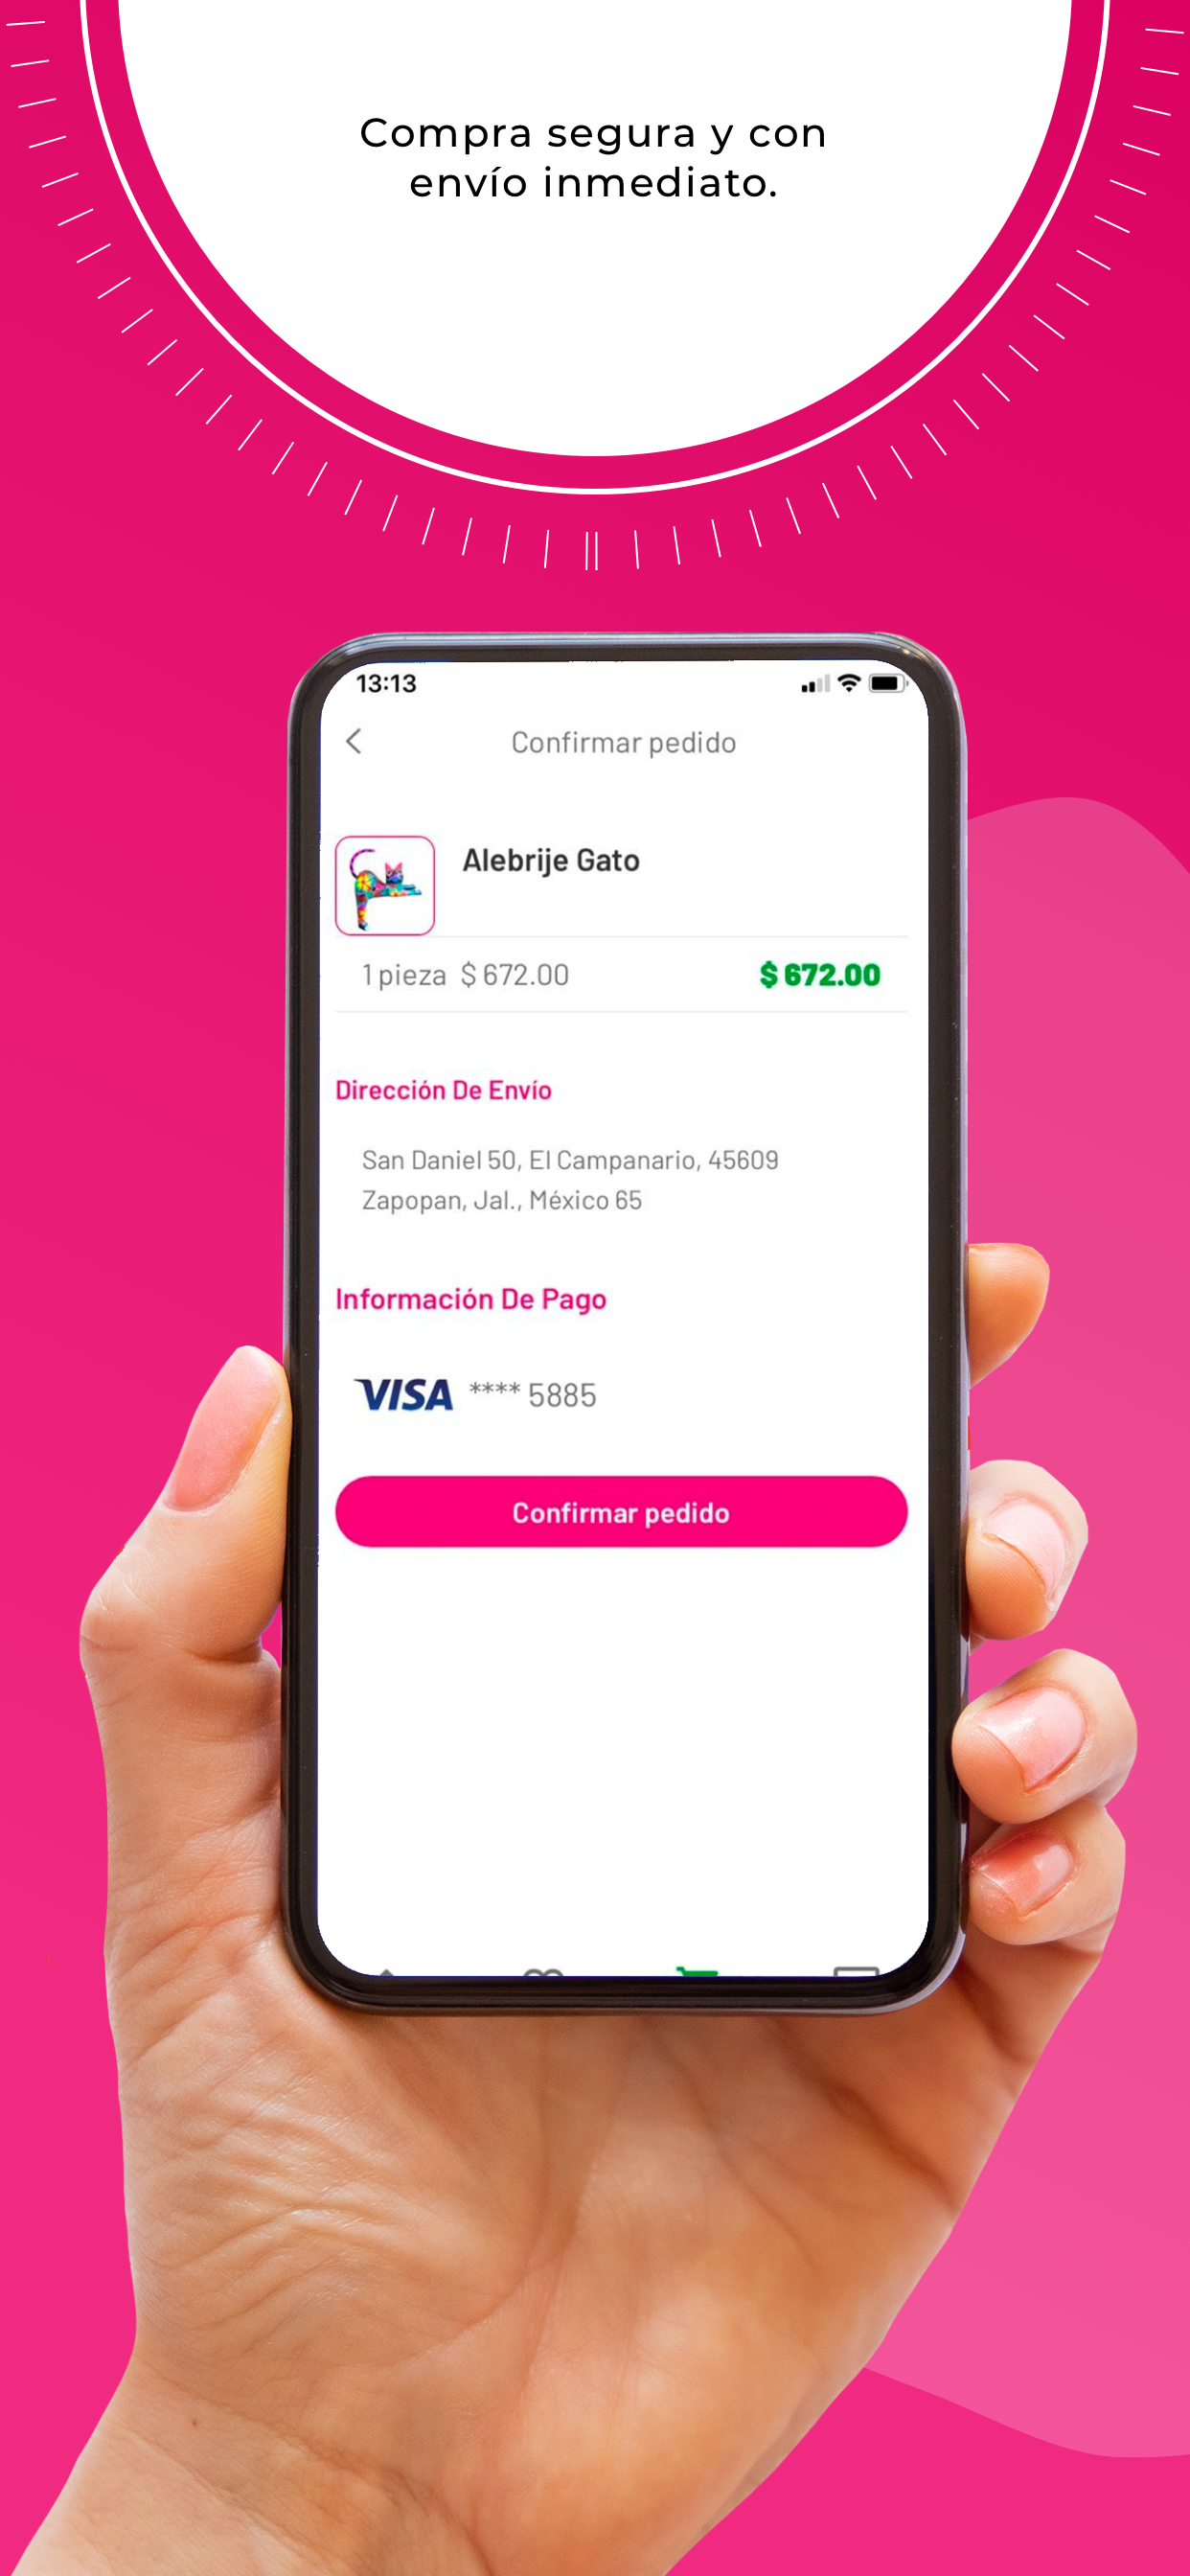 Compra segura y con
envío inmediato.
13:13
Confirmar pedido
Alebrije Gato
1 pieza $ 672.00 $ 672.00
Dirección De Envío
San Daniel 50, El Campanario, 45609
Zapopan, Jal., México 65
Información De Pago
VISA **** 5885
Confirmar pedido